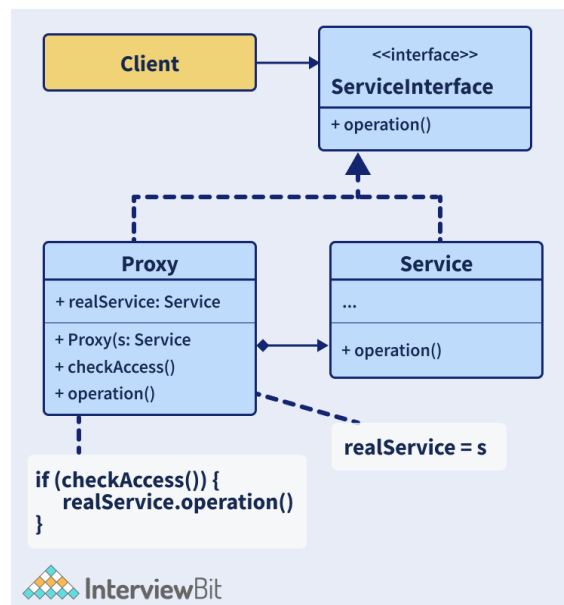 Client
<<interface>>
ServiceInterface
+ operation()
Proxy
+ realService: Service
+ Proxy(s: Service
+ checkAccess()
+ operation()
Service
...
+ operation()
realService = s
if (checkAccess()) {
realService.operation()
}
InterviewBit